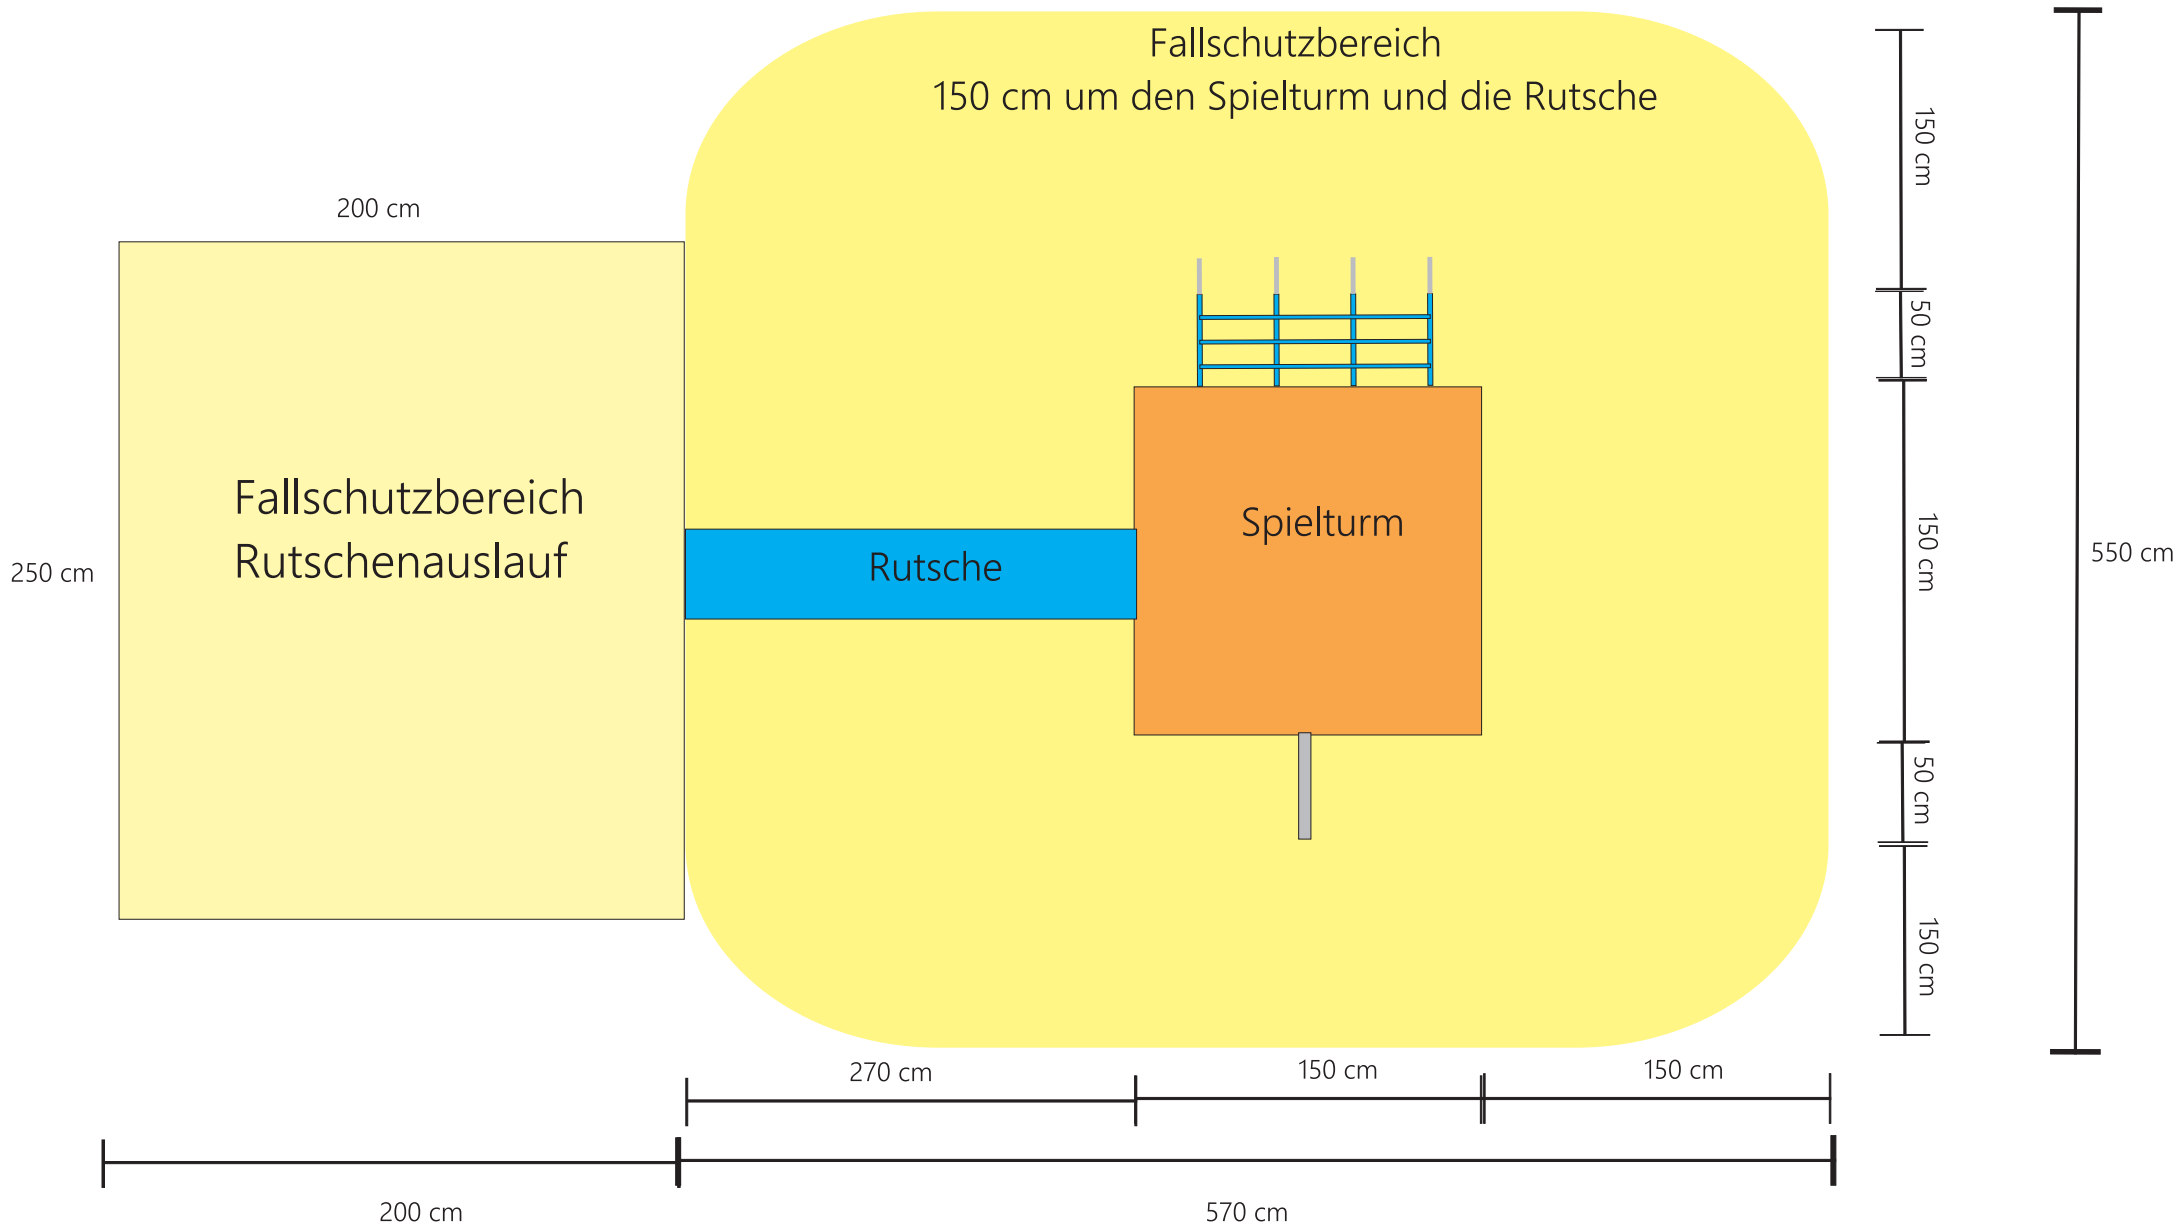 Fallschutzbereich
150 cm um den Spielturm und die Rutsche
200 cm
Fallschutzbereich
Rutschenauslauf
250 cm
Rutsche
Spielturm
150 cm
50 cm
150 cm
50 cm
150 cm
550 cm
270 cm
150 cm
150 cm
200 cm
570 cm